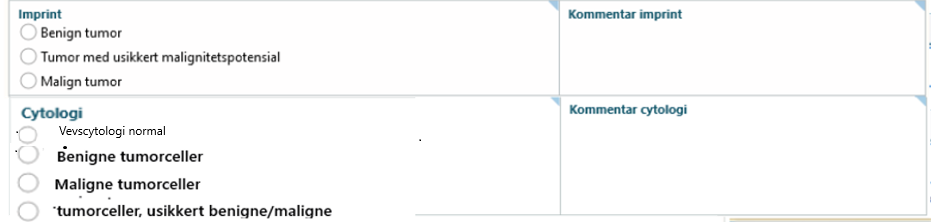 Imprint
Benign tumor
Tumor med usikkert malignitetspotensial
Malign tumor
Kommentar imprint
Cytologi
Vevscytologi normal
Benigne tumorceller
Maligne tumorceller
tumorceller, usikkert benigne/maligne
Kommentar cytologi